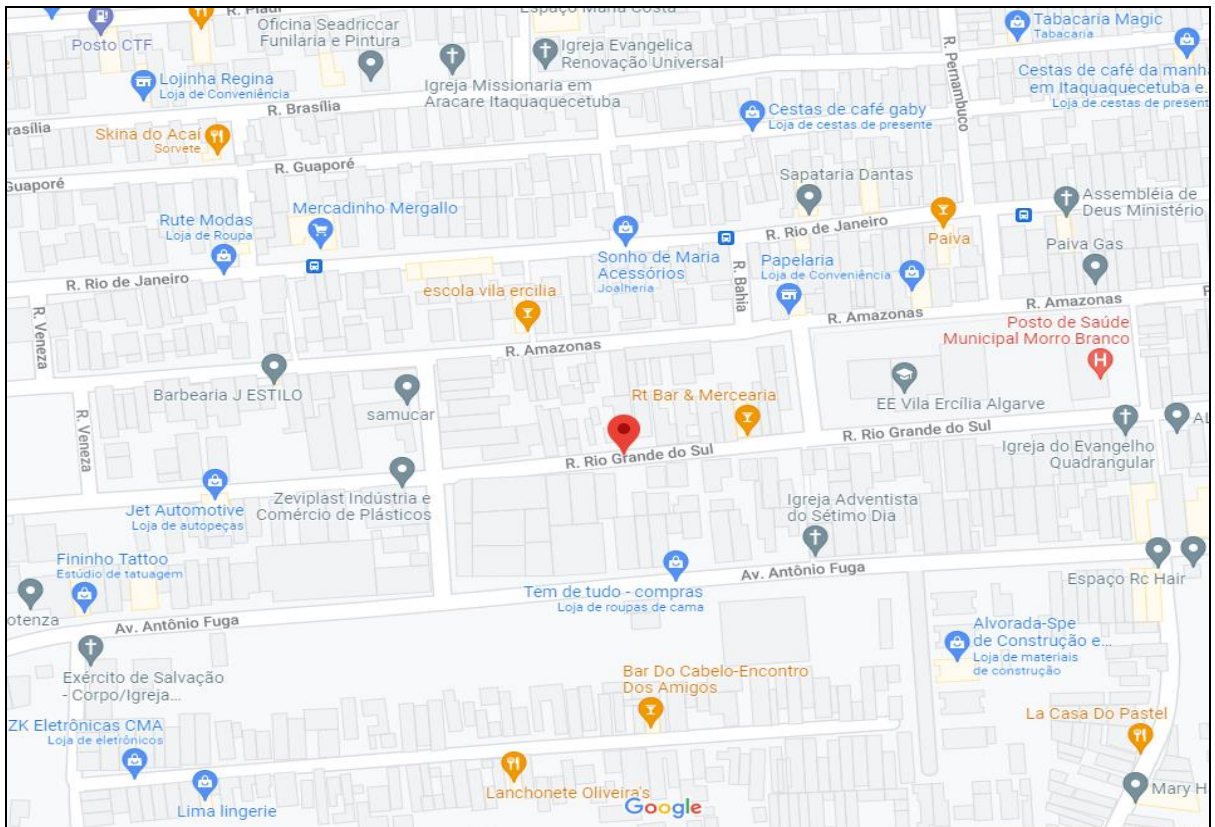 R. Piauí
Espaço Maria Costa
Posto CTF
Oficina Seadriccar
Funilaria e Pintura
Igreja Evangelica
Renovação Universal
Tabacaria Magic
Tabacaria
Lojinha Regina
Loja de Conveniência
Igreja Missionaria em
Aracare Itaquaquecetuba
R. Pernambuco
Cestas de café da manh
em Itaquaquecetuba e...
Loja de cestas de present
R. Brasília
rasília
Cestas de café gaby
Loja de cestas de presente
Skina do Açaí
Sorvete
R. Guaporé
Guaporé
Sapataria Dantas
Assembléia de
Deus Ministério
Rute Modas
Loja de Roupa
Mercadinho Mergallo
R. Rio de Janeiro
Paiva
Sonho de Maria
Acessórios
Joalheria
R. Bahia
Papelaria
Loja de Conveniência
Paiva Gas
R. Rio de Janeiro
escola vila ercilia
R. Veneza
R. Amazonas
R. Amazonas
R. Amazonas
Posto de Saúde
Municipal Morro Branco
Barbearia J ESTILO
samucar
Rt Bar & Mercearia
EE Vila Ercília Algarve
R. Veneza
R. Rio Grande do Sul
R. Rio Grande do Sul
Igreja do Evangelho
Quadrangular
AL
Jet Automotive
Loja de autopeças
Zeviplast Indústria e
Comércio de Plásticos
Igreja Adventista
do Sétimo Dia
Fininho Tattoo
Estúdio de tatuagem
Av. Antônio Fuga
Espaço Rc Hair
Tem de tudo - compras
Loja de roupas de cama
otenza
Av. Antônio Fuga
Alvorada-Spe
de Construção e...
Loja de materiais
de construção
Exército de Salvação
- Corpo/Igreja...
Bar Do Cabelo-Encontro
Dos Amigos
ZK Eletrônicas CMA
Loja de eletrônicos
La Casa Do Pastel
Lanchonete Oliveira's
Lima lingerie
Google
Mary H